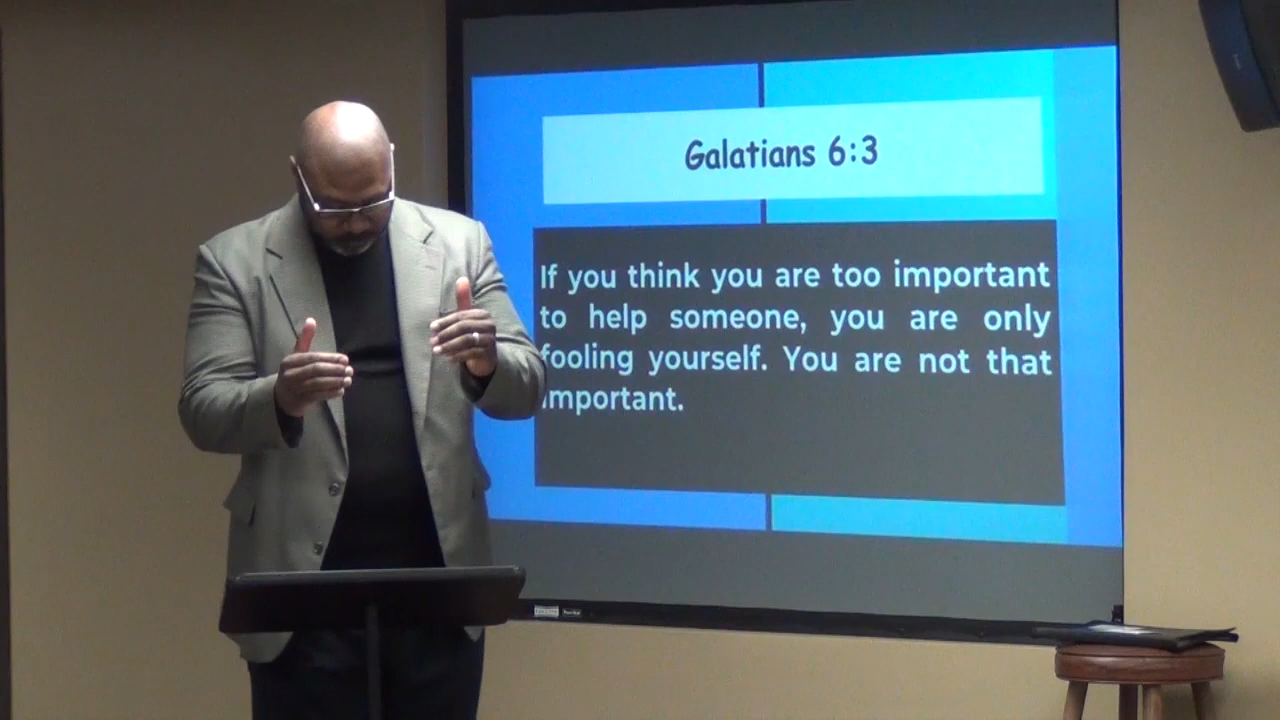 Galatians 6:3
If you think you are too important
to help someone, you are only
fooling yourself. You are not that
important.